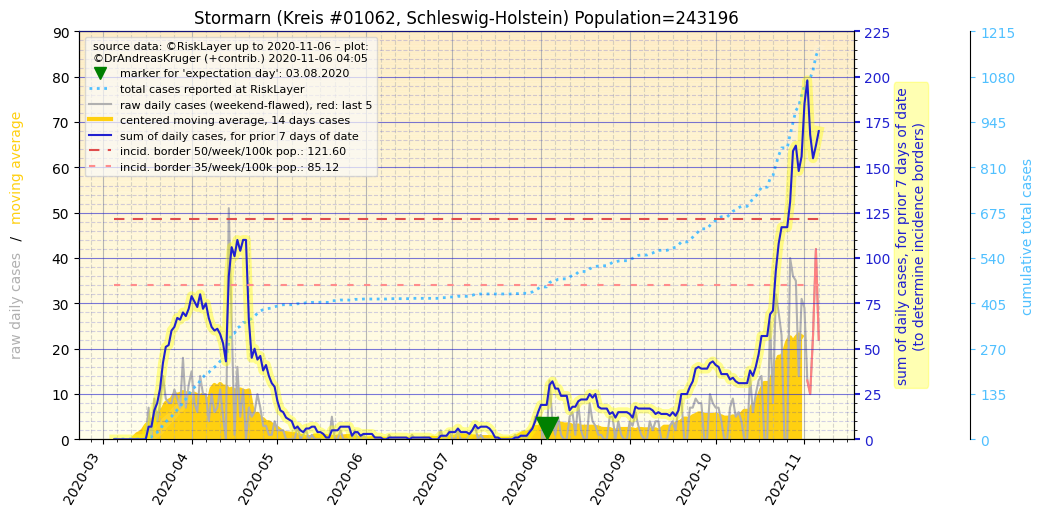 Stormarn (Kreis #01062, Schleswig-Holstein) Population=243196
source data: ©RiskLayer up to 2020-11-06 – plot:
©DrAndreasKruger (+contrib.) 2020-11-06 04:05
marker for 'expectation day': 03.08.2020
total cases reported at RiskLayer
raw daily cases (weekend-flawed), red: last 5
centered moving average, 14 days cases
sum of daily cases, for prior 7 days of date
incid. border 50/week/100k pop.: 121.60
incid. border 35/week/100k pop.: 85.12
raw daily cases / moving average
90
80
70
60
50
40
30
20
10
0
225
200
175
150
125
100
75
50
25
0
sum of daily cases, for prior 7 days of date
(to determine incidence borders)
1215
1080
945
810
675
540
405
270
135
0
cumulative total cases
2020-03
2020-04
2020-05
2020-06
2020-07
2020-08
2020-09
2020-10
2020-11